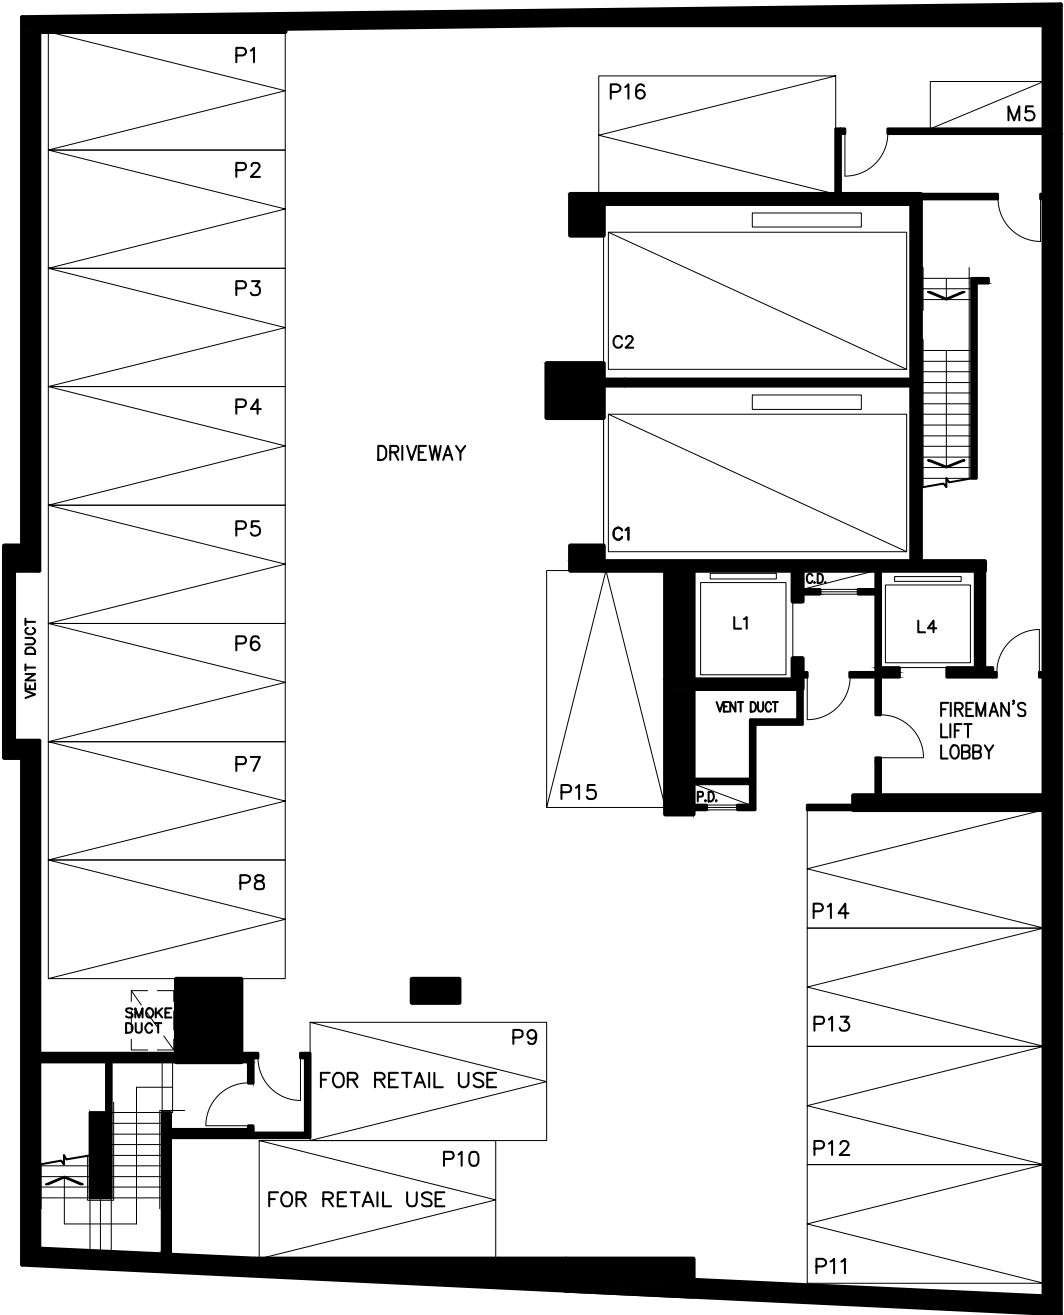 P1
P16
M5
P2
P3
C2
P4
DRIVEWAY
P5
C1
C.D.
L1
L4
VENT DUCT
P6
VENT DUCT
FIREMAN'S
LIFT
LOBBY
P7
P15
P.D.
P8
P14
SMOKE
DUCT
P13
P9
FOR RETAIL USE
P12
P10
FOR RETAIL USE
P11